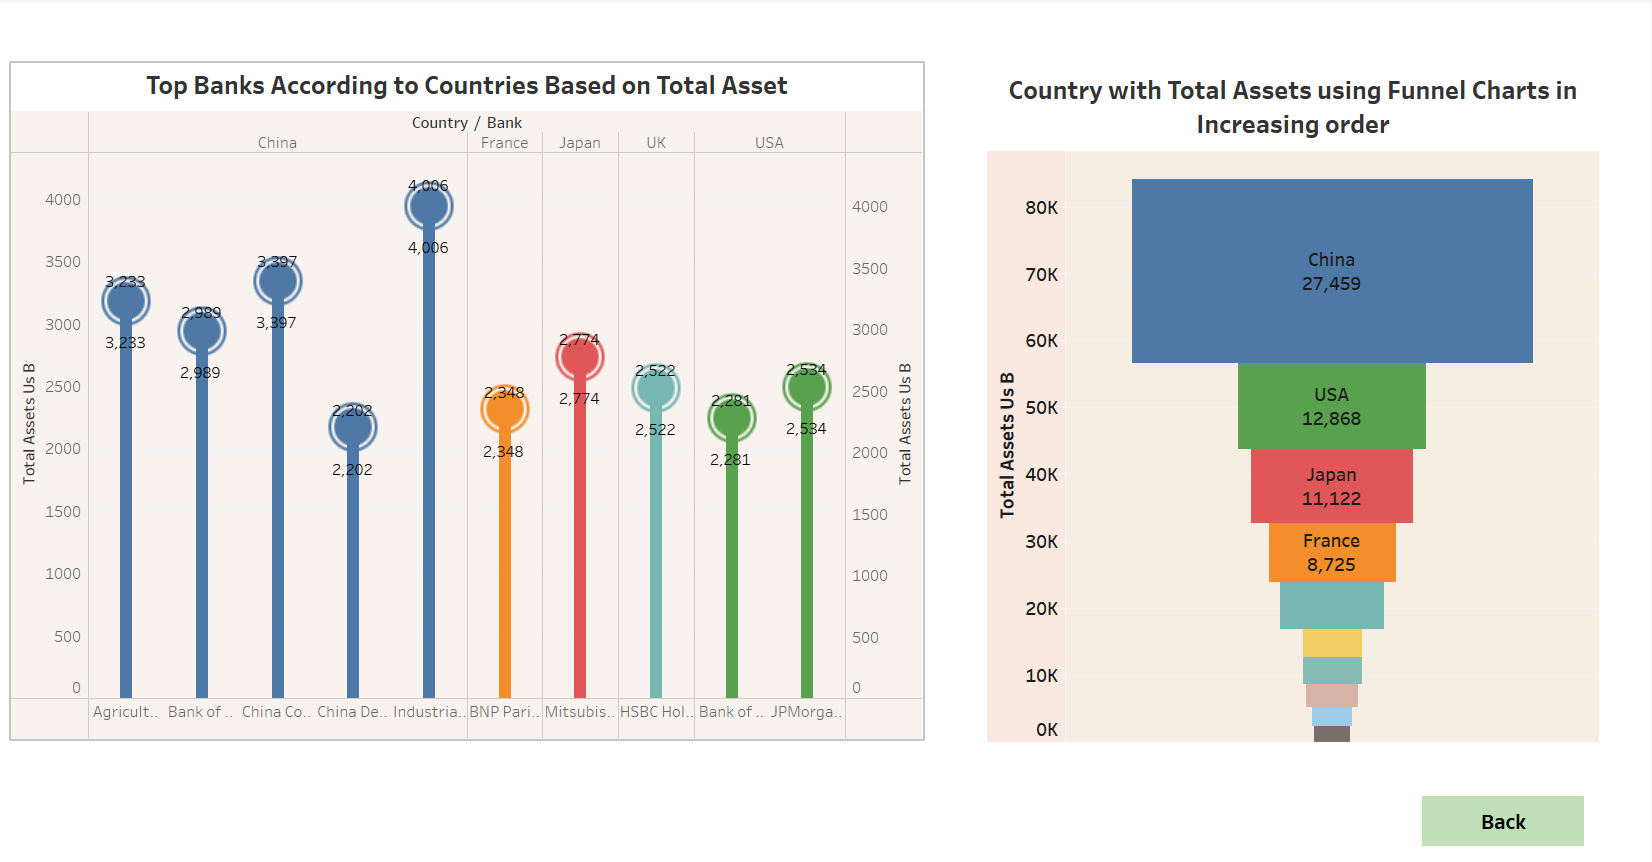 Top Banks According to Countries Based on Total Asset
Country / Bank
China France Japan UK USA
Total Assets Us B
4000
3500
3000
2500
2000
1500
1000
500
0
3,233
3,233
2,989
2,989
3,397
3,397
2,202
2,202
4,006
4,006
2,348
2,348
2,774
2,774
2,522
2,522
2,281
2,281
2,534
2,534
4000
3500
3000
2500
2000
1500
1000
500
0
Total Assets Us B
Agricult.. Bank of .. China Co.. China De.. Industria.. BNP Pari.. Mitsubis.. HSBC Hol.. Bank of .. JPMorga..
Country with Total Assets using Funnel Charts in
Increasing order
Total Assets Us B
80K
70K
60K
50K
40K
30K
20K
10K
0K
China
27,459
USA
12,868
Japan
11,122
France
8,725
Back